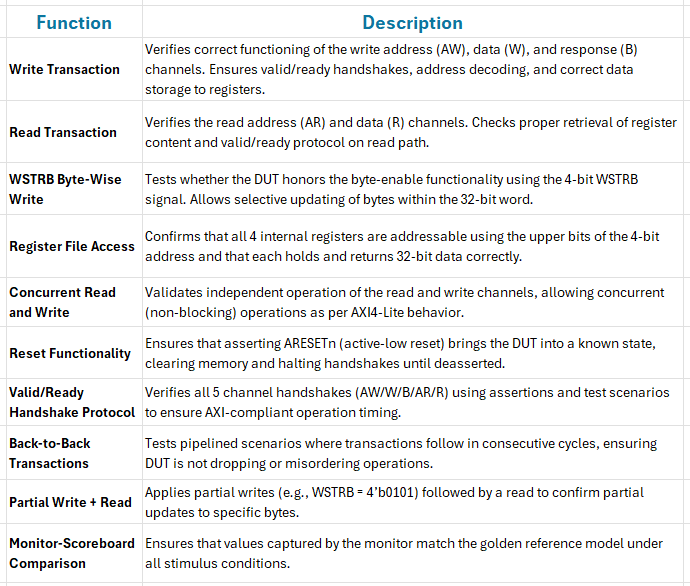 Function Description
Write Transaction
Verifies correct functioning of the write address (AW), data (W), and response (B)
channels. Ensures valid/ready handshakes, address decoding, and correct data
storage to registers.
Read Transaction
Verifies the read address (AR) and data (R) channels. Checks proper retrieval of register
content and valid/ready protocol on read path.
WSTRB Byte-Wise
Write
Tests whether the DUT honors the byte-enable functionality using the 4-bit WSTRB
signal. Allows selective updating of bytes within the 32-bit word.
Register File Access
Confirms that all 4 internal registers are addressable using the upper bits of the 4-bit
address and that each holds and returns 32-bit data correctly.
Concurrent Read
and Write
Validates independent operation of the read and write channels, allowing concurrent
(non-blocking) operations as per AXI4-Lite behavior.
Reset Functionality
Ensures that asserting ARESETn (active-low reset) brings the DUT into a known state,
clearing memory and halting handshakes until deasserted.
Valid/Ready
Handshake Protocol
Verifies all 5 channel handshakes (AW/W/B/AR/R) using assertions and test scenarios
to ensure AXI-compliant operation timing.
Back-to-Back
Transactions
Tests pipelined scenarios where transactions follow in consecutive cycles, ensuring
DUT is not dropping or misordering operations.
Partial Write + Read
Applies partial writes (e.g., WSTRB = 4'b0101) followed by a read to confirm partial
updates to specific bytes.
Monitor-Scoreboard
Comparison
Ensures that values captured by the monitor match the golden reference model under
all stimulus conditions.